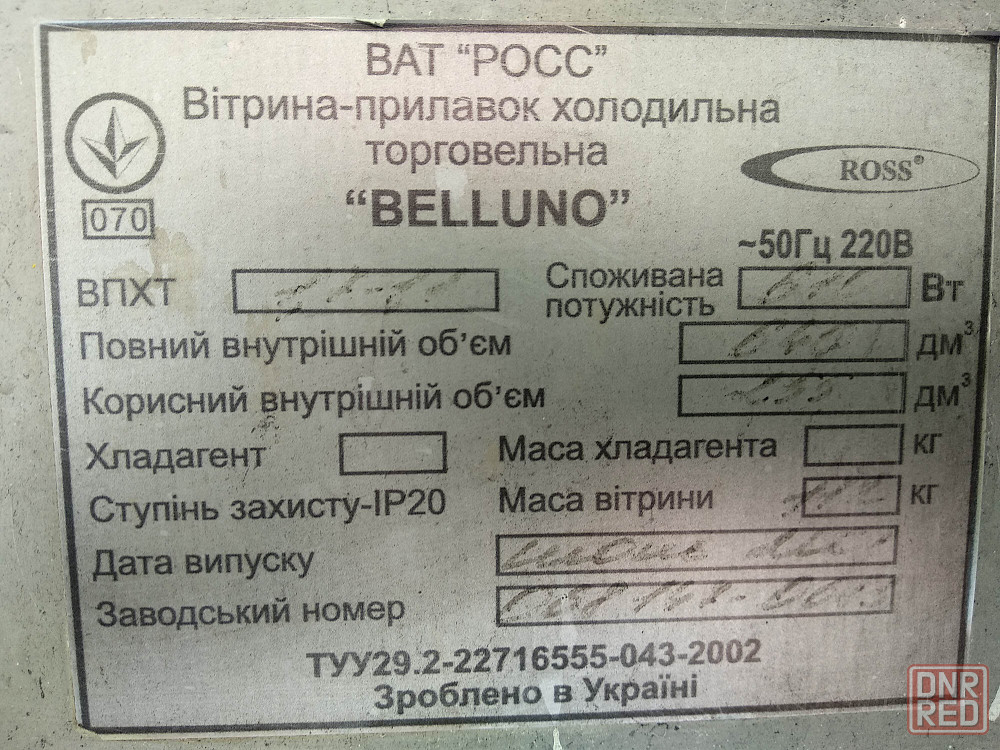 ВАТ “РОСС”
Вітрина-прилавок холодильна
торговельна
“BELLUNO”
ROSS®
070
~50Гц 220В
ВПХТ
Споживана потужність Вт
Повний внутрішній об’єм дм³
Корисний внутрішній об’єм дм³
Хладагент Маса хладагента кг
Ступінь захисту-IP20 Маса вітрини кг
Дата випуску
Заводський номер
ТУУ29.2-22716555-043-2002
Зроблено в Україні
DNR
RED